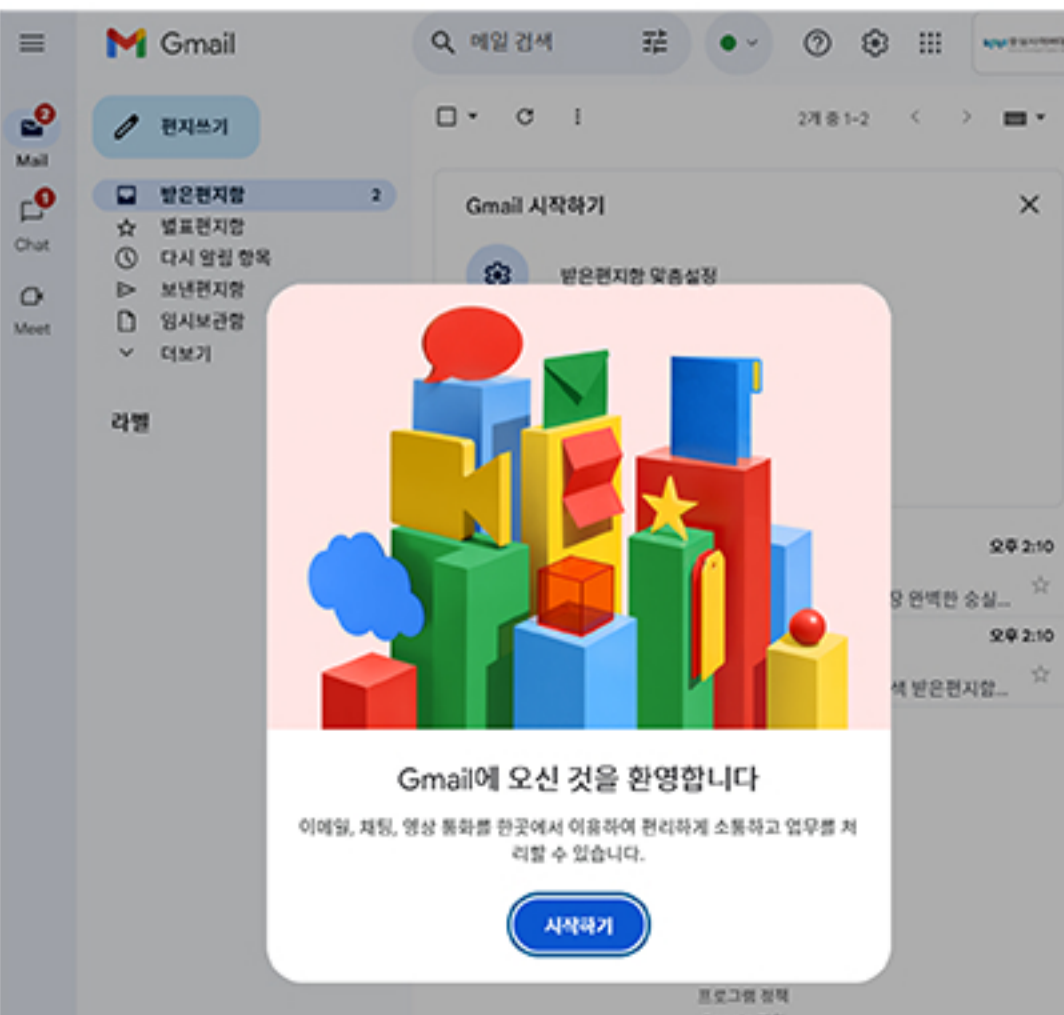 Gmail
메일 검색
2
Mail
편지쓰기
2개 중 1–2
받은편지함 2
1
Chat
별표편지함
Gmail 시작하기
다시 알림 항목
받은편지함 맞춤설정
보낸편지함
Meet
임시보관함
더보기
라벨
오후 2:10
완벽한 숭실...
오후 2:10
색 받은편지함...
Gmail에 오신 것을 환영합니다
이메일, 채팅, 영상 통화를 한곳에서 이용하여 편리하게 소통하고 업무를 처
리할 수 있습니다.
시작하기
프로그램 정책